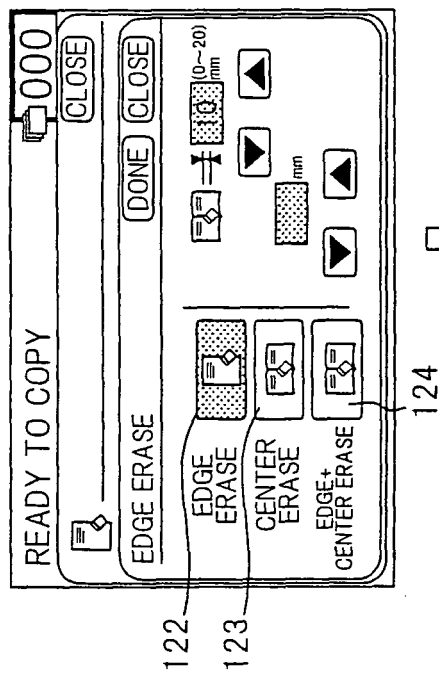 READY TO COPY 000
CLOSE
EDGE ERASE DONE CLOSE
122
EDGE
ERASE
10 (0~20)
mm
123
CENTER
ERASE
mm
EDGE+
CENTER ERASE
124